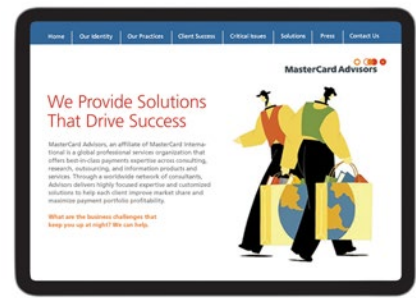 Home
Our Identity
Our Practices
Client Success
Critical Issues
Solutions
Press
Contact Us
MasterCard Advisors
We Provide Solutions
That Drive Success
MasterCard Advisors, an affiliate of MasterCard Interna-
tional is a global professional services organization that
offers best-in-class payments expertise across consulting,
research, outsourcing, and information products and
services. Through a worldwide network of consultants,
Advisors delivers highly focused expertise and customized
solutions to help each client improve market share and
maximize payment portfolio profitability.
What are the business challenges that
keep you up at night? We can help.